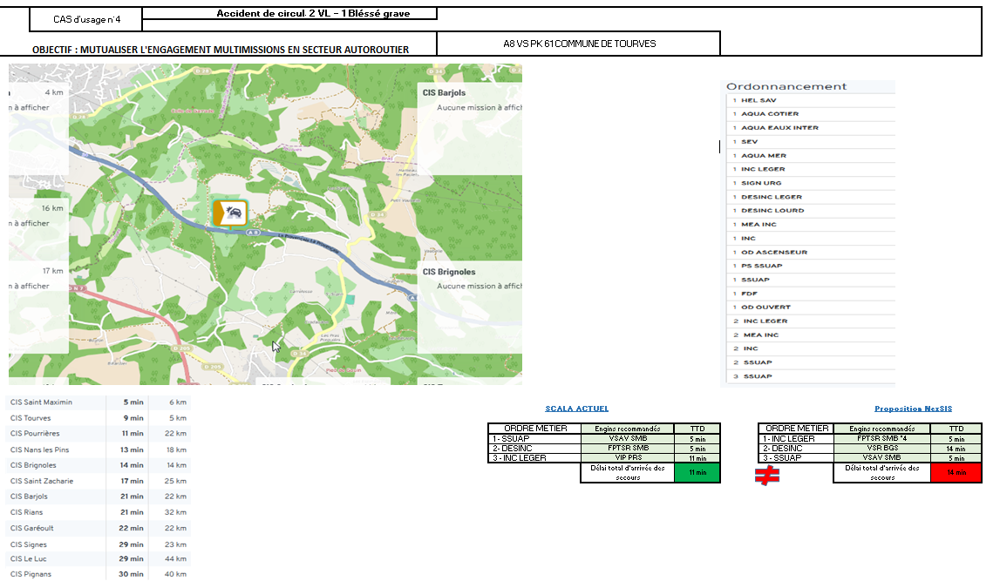 CAS d'usage n°4
Accident de circul. 2 VL - 1 Bléssé grave
OBJECTIF : MUTUALISER L'ENGAGEMENT MULTIMISSIONS EN SECTEUR AUTOROUTIER
A8 VS PK 61 COMMUNE DE TOURVES
4 km
n à afficher
16 km
n à afficher
17 km
n à afficher
CIS Barjols
Aucune mission à affich
CIS Brignoles
Aucune mission à affich
D 28
D 28
D 34
Bras
D 34
A 8
La Provençale
N 7
D 205
D 205
D 34
Ordonnancement
1 HEL SAV
1 AQUA COTIER
1 AQUA EAUX INTER
1 SEV
1 AQUA MER
1 INC LEGER
1 SIGN URG
1 DESINC LEGER
1 DESINC LOURD
1 MEA INC
1 INC
1 OD ASCENSEUR
1 PS SSUAP
1 SSUAP
1 FDF
1 OD OUVERT
2 INC LEGER
2 MEA INC
2 INC
2 SSUAP
3 SSUAP
CIS Saint Maximin 5 min 6 km
CIS Tourves 9 min 5 km
CIS Pourrières 11 min 22 km
CIS Nans les Pins 13 min 18 km
CIS Brignoles 14 min 14 km
CIS Saint Zacharie 17 min 25 km
CIS Barjols 21 min 22 km
CIS Rians 21 min 32 km
CIS Garéoult 22 min 22 km
CIS Signes 29 min 23 km
CIS Le Luc 29 min 44 km
CIS Pignans 30 min 40 km
SCALA ACTUEL
ORDRE METIER Engins recommandés TTD
1- SSUAP VSAV SMB 5 min
2- DESINC FPTSR SMB 5 min
3 - INC LEGER VIP PRS 11 min
Délai total d'arrivée des
secours 11 min
Proposition NexSIS
ORDRE METIER Engins recommandés TTD
1- INC LEGER FPTSR SMB *4 5 min
2- DESINC VSR BGS 14 min
3 - SSUAP VSAV SMB 5 min
Délai total d'arrivée des
secours 14 min